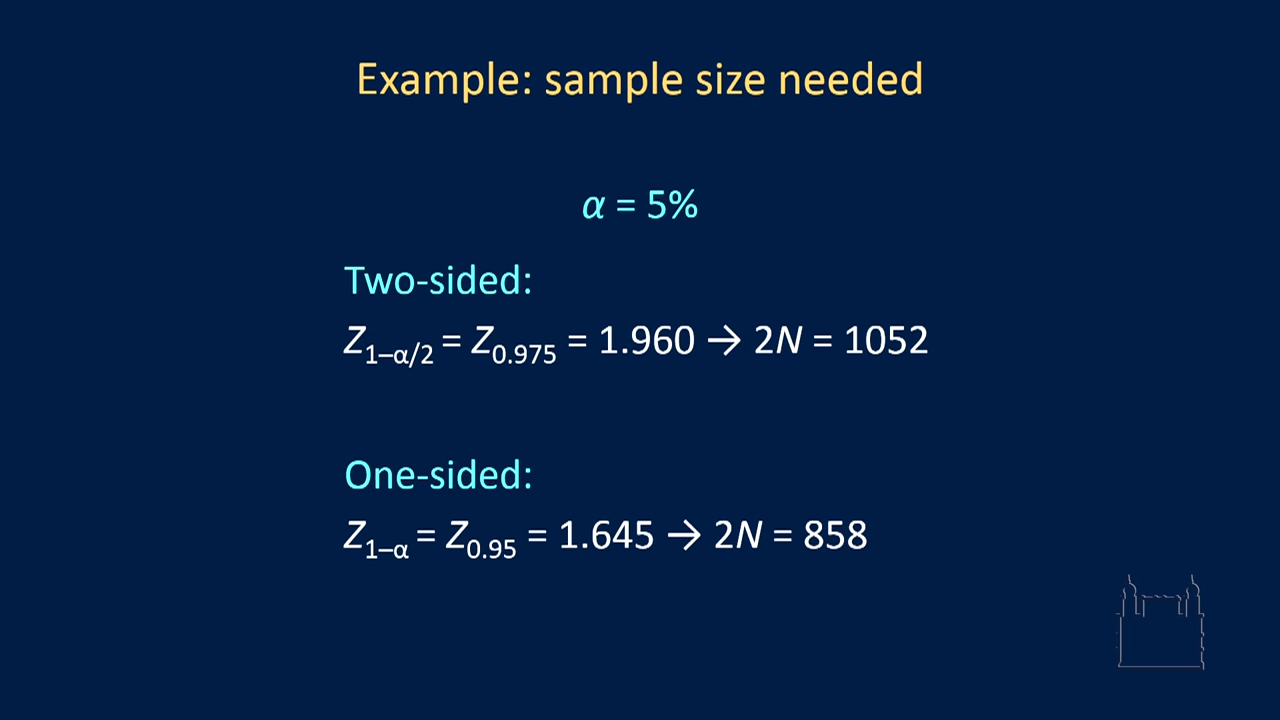 Example: sample size needed
α = 5%
Two-sided:
Z1–α/2 = Z0.975 = 1.960 → 2N = 1052
One-sided:
Z1–α = Z0.95 = 1.645 → 2N = 858